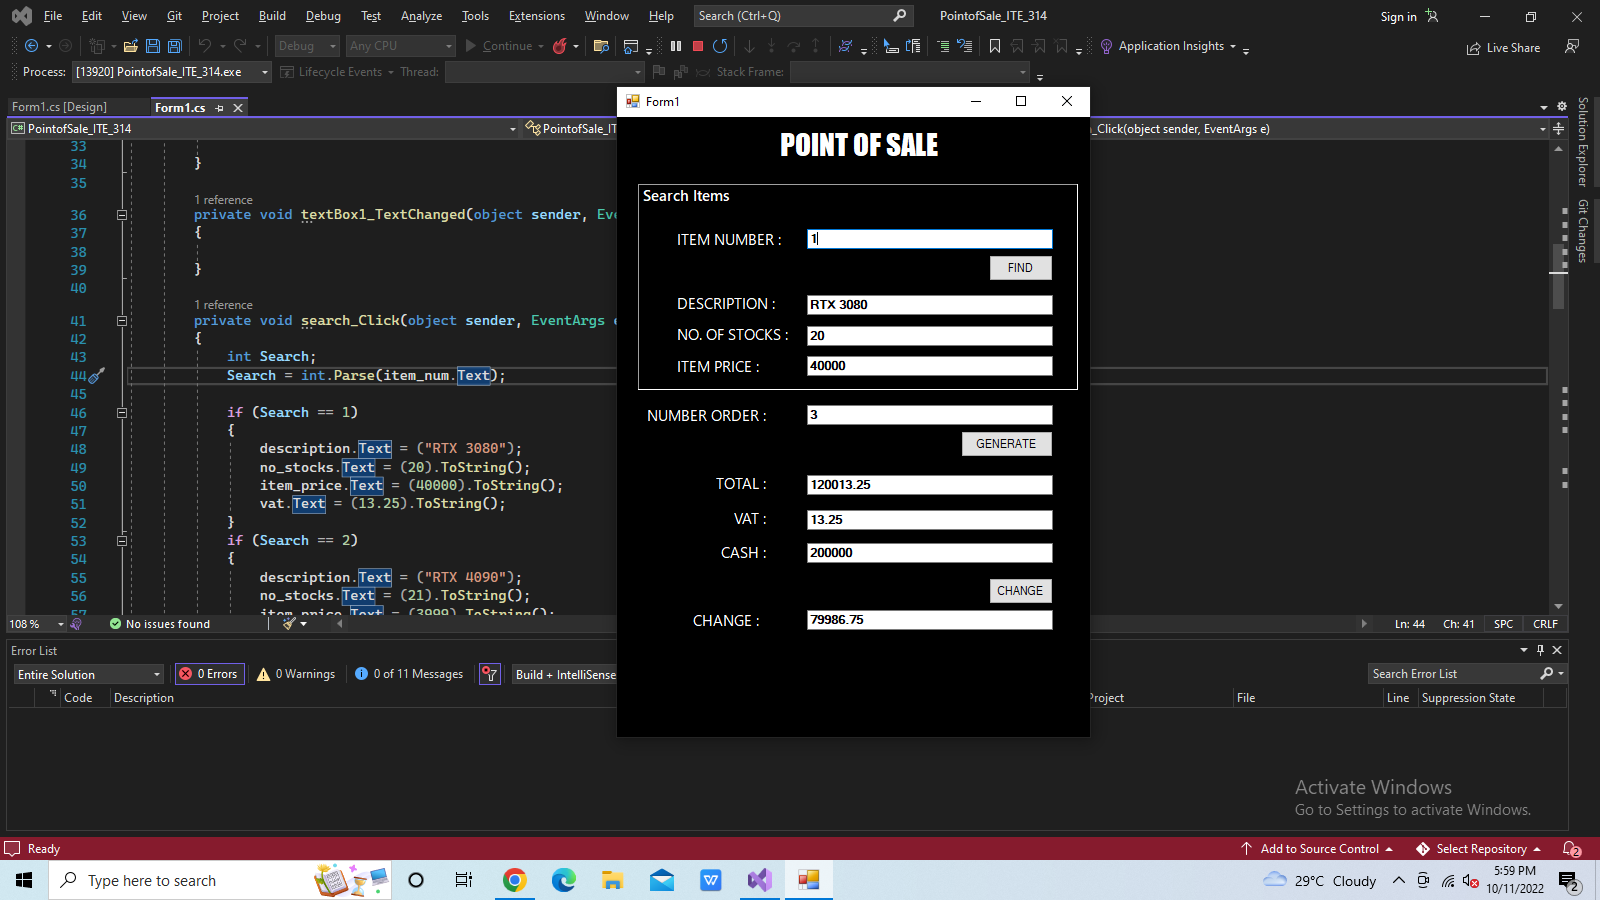 File Edit View Git Project Build Debug Test Analyze Tools Extensions Window Help Search (Ctrl+Q) PointofSale_ITE_314 Sign in
Debug Any CPU Continue Application Insights Live Share
Process: [13920] PointofSale_ITE_314.exe Lifecycle Events Thread: Stack Frame:
Form1.cs [Design] Form1.cs
PointofSale_ITE_314 _Click(object sender, EventArgs e)
33
34 }
35
1 reference
36 private void textBox1_TextChanged(object sender,
37 {
38
39 }
40
1 reference
41 private void search_Click(object sender, EventArgs
42 {
43 int Search;
44 Search = int.Parse(item_num.Text);
45
46 if (Search == 1)
47 {
48 description.Text = ("RTX 3080");
49 no_stocks.Text = (20).ToString();
50 item_price.Text = (40000).ToString();
51 vat.Text = (13.25).ToString();
52 }
53 if (Search == 2)
54 {
55 description.Text = ("RTX 4090");
56 no_stocks.Text = (21).ToString();
57 item_price.Text = (3999).ToString();
108 % No issues found Ln: 44 Ch: 41 SPC CRLF
Form1
POINT OF SALE
Search Items
ITEM NUMBER : 1
FIND
DESCRIPTION : RTX 3080
NO. OF STOCKS : 20
ITEM PRICE : 40000
NUMBER ORDER : 3
GENERATE
TOTAL : 120013.25
VAT : 13.25
CASH : 200000
CHANGE
CHANGE : 79986.75
Solution Explorer
Git Changes
Error List
Entire Solution 0 Errors 0 Warnings 0 of 11 Messages Build + IntelliSense Search Error List
Code Description Project File Line Suppression State
Activate Windows
Go to Settings to activate Windows.
Ready Add to Source Control Select Repository 2
Type here to search 29°C Cloudy 5:59 PM
10/11/2022 2